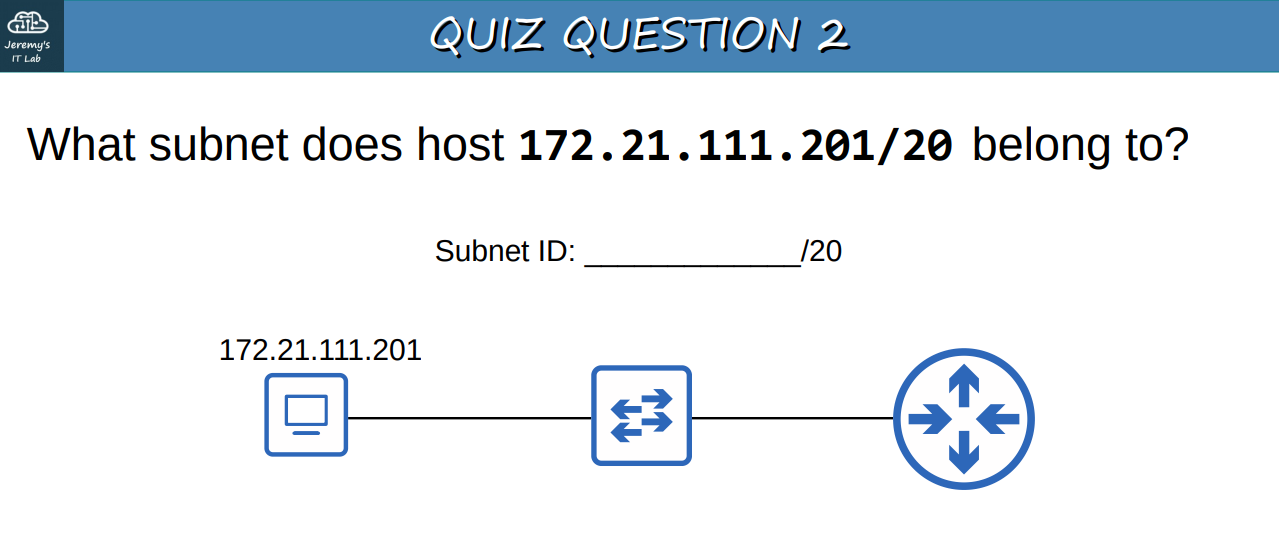 Jeremy's
IT Lab
QUIZ QUESTION 2
What subnet does host 172.21.111.201/20 belong to?
Subnet ID: _____________/20
172.21.111.201